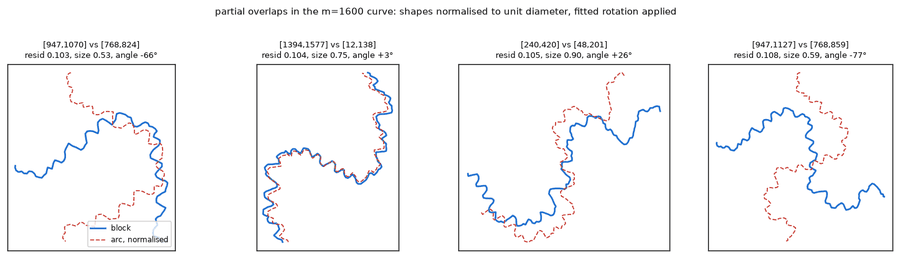 partial overlaps in the m=1600 curve: shapes normalised to unit diameter, fitted rotation applied
[947,1070] vs [768,824]
resid 0.103, size 0.53, angle -66°
[1394,1577] vs [12,138]
resid 0.104, size 0.75, angle +3°
[240,420] vs [48,201]
resid 0.105, size 0.90, angle +26°
[947,1127] vs [768,859]
resid 0.108, size 0.59, angle -77°
block
arc, normalised